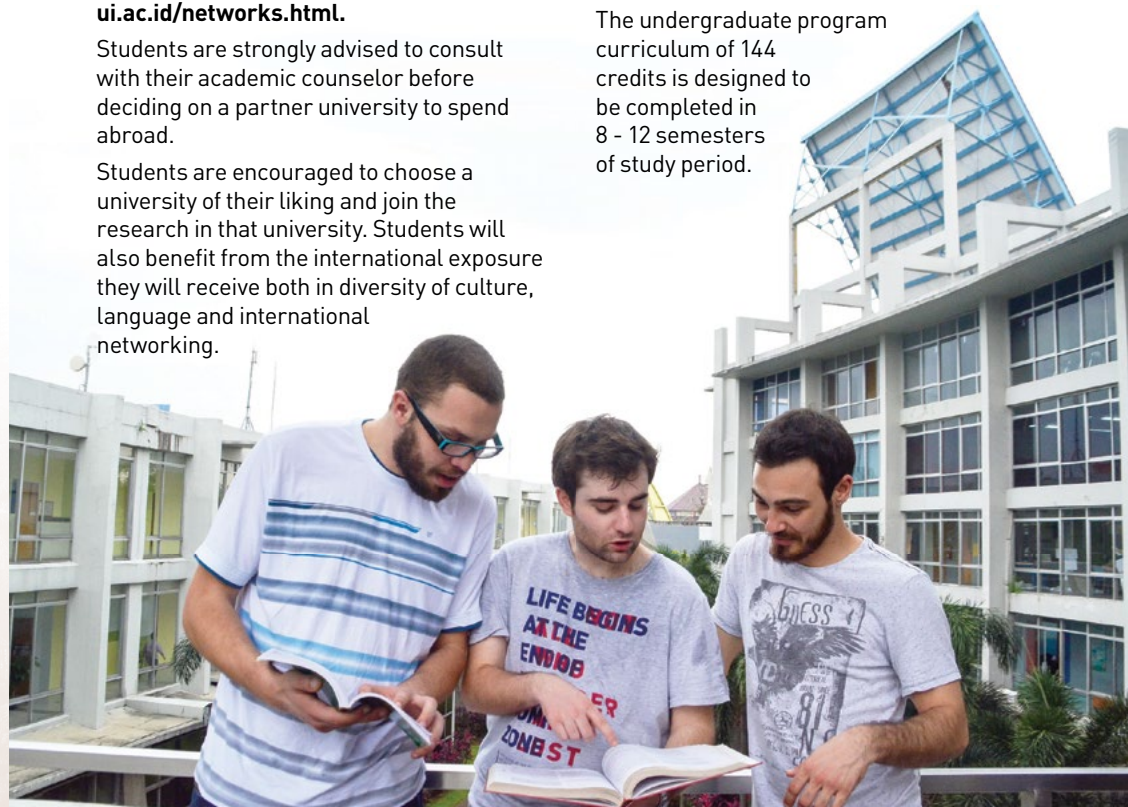 ui.ac.id/networks.html.
Students are strongly advised to consult
with their academic counselor before
deciding on a partner university to spend
abroad.
Students are encouraged to choose a
university of their liking and join the
research in that university. Students will
also benefit from the international exposure
they will receive both in diversity of culture,
language and international
networking.
The undergraduate program
curriculum of 144
credits is designed to
be completed in
8 - 12 semesters
of study period.
LIFE BEGINS
AT THE
GUESS
81